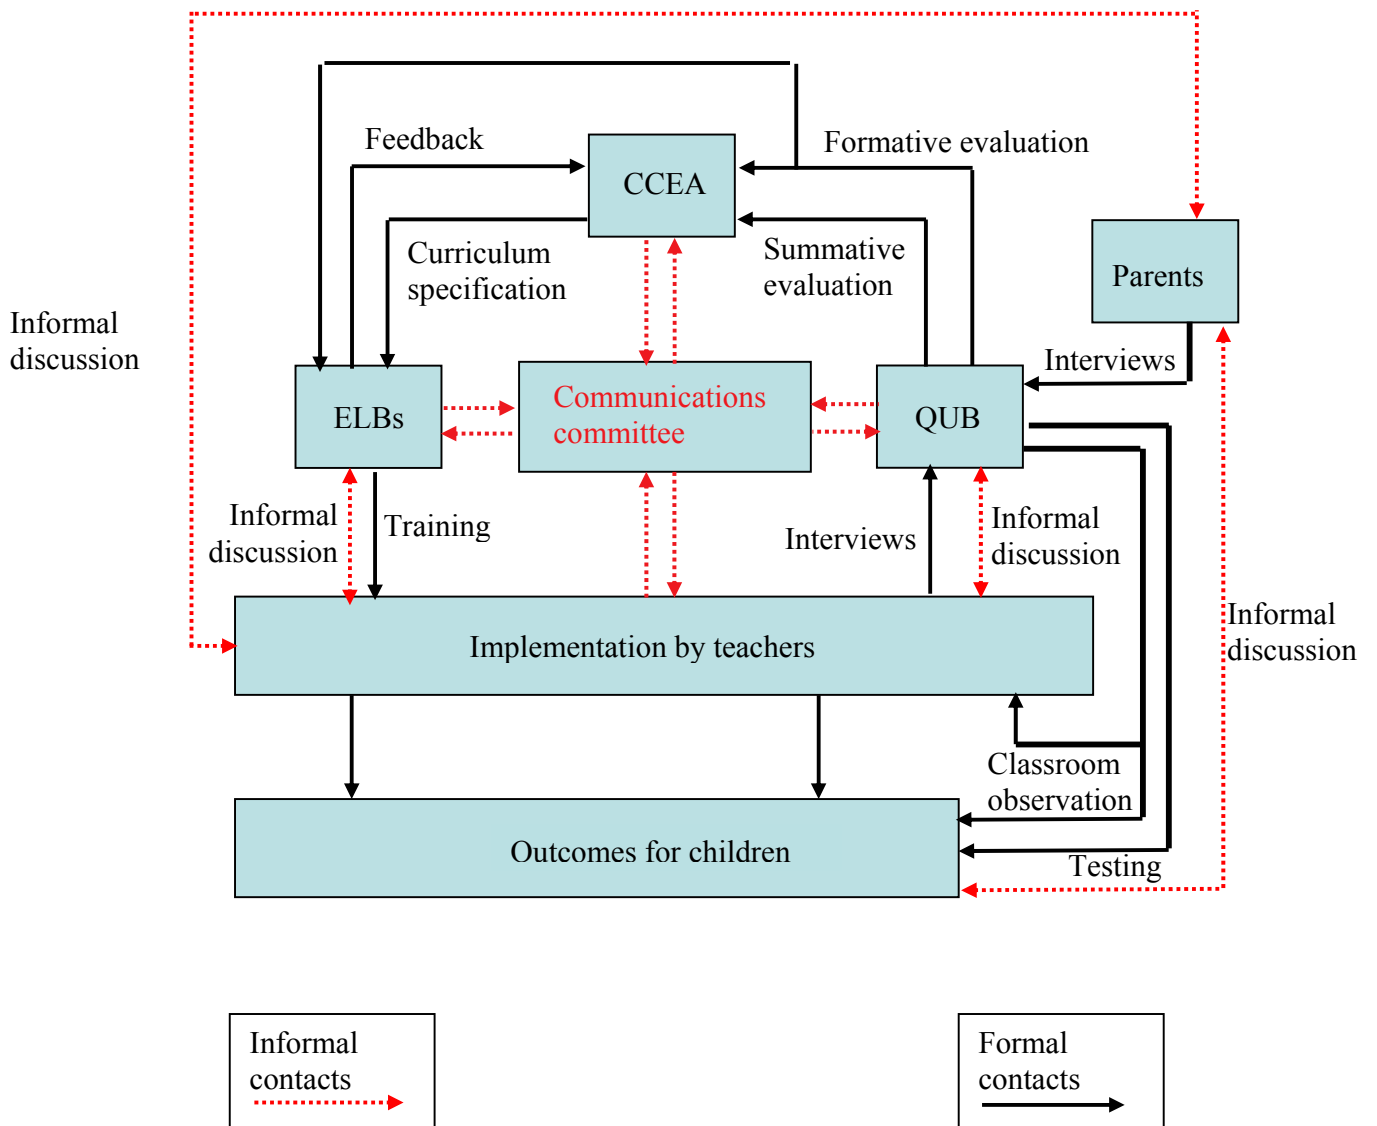 Feedback
Formative evaluation
CCEA
Summative
evaluation
Curriculum
specification
Parents
Informal
discussion
Interviews
ELBs
Communications
committee
QUB
Informal
discussion
Training
Interviews
Informal
discussion
Informal
discussion
Implementation by teachers
Classroom
observation
Outcomes for children
Testing
Informal
contacts
Formal
contacts